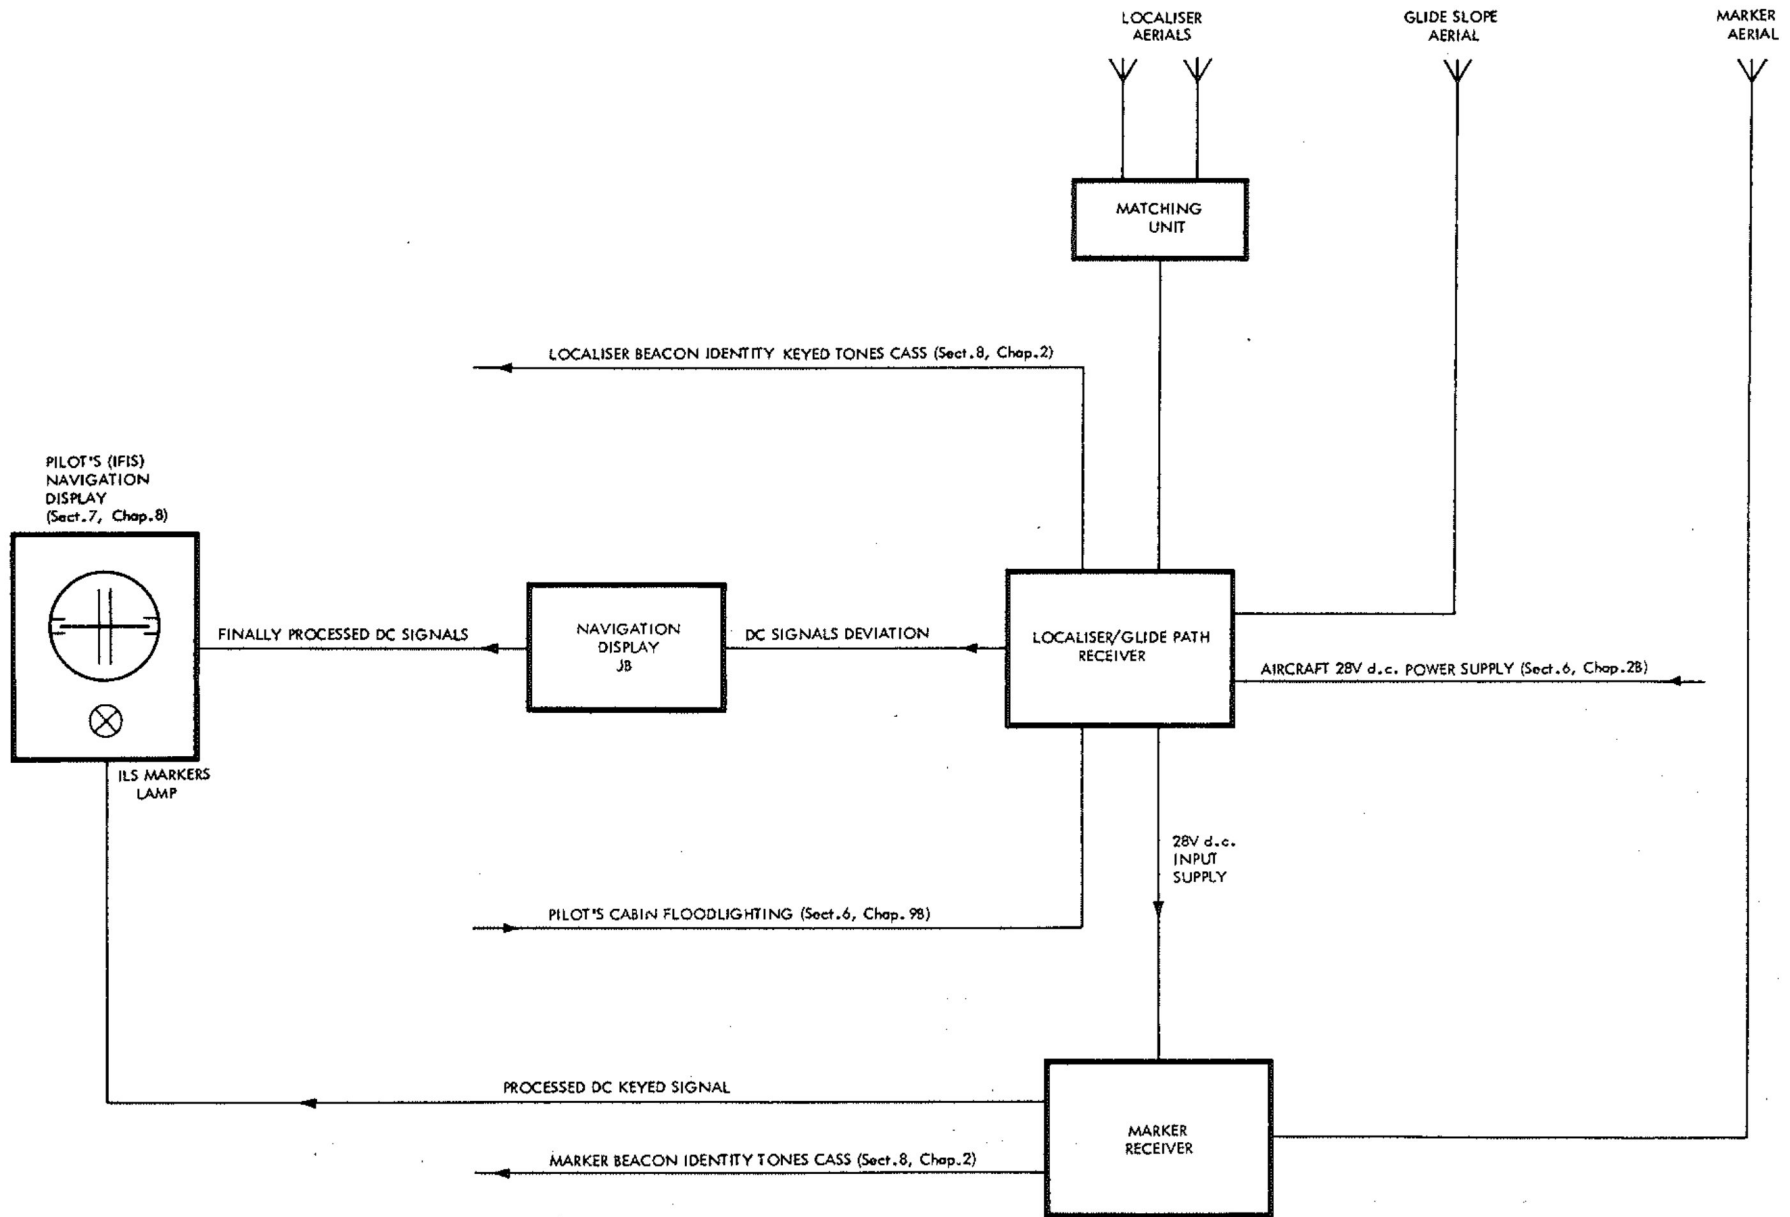 LOCALISER
AERIALS
GLIDE SLOPE
AERIAL
MARKER
AERIAL
MATCHING
UNIT
LOCALISER BEACON IDENTITY KEYED TONES CASS (Sect.8, Chap.2)
PILOT'S (IFIS)
NAVIGATION
DISPLAY
(Sect.7, Chap.8)
FINALLY PROCESSED DC SIGNALS
NAVIGATION
DISPLAY
JB
DC SIGNALS DEVIATION
LOCALISER/GLIDE PATH
RECEIVER
AIRCRAFT 28V d.c. POWER SUPPLY (Sect.6, Chap.2B)
ILS MARKERS
LAMP
28V d.c.
INPUT
SUPPLY
PILOT'S CABIN FLOODLIGHTING (Sect.6, Chap.9B)
PROCESSED DC KEYED SIGNAL
MARKER
RECEIVER
MARKER BEACON IDENTITY TONES CASS (Sect.8, Chap.2)